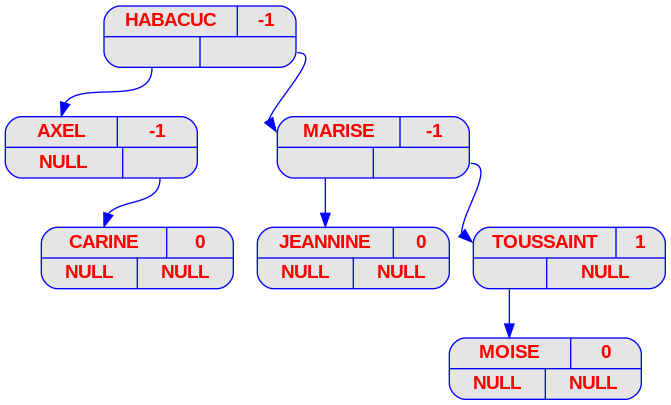 HABACUC -1
AXEL -1
NULL
MARISE -1
CARINE 0
NULL NULL
JEANNINE 0
NULL NULL
TOUSSAINT 1
NULL
MOISE 0
NULL NULL